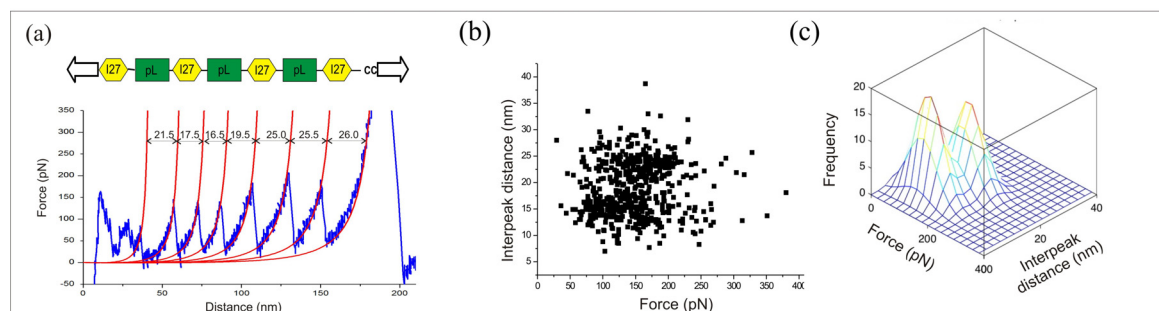 (a)
I27 pL I27 pL I27 pL I27 cc
350
300
250
200
150
100
50
0
-50
21.5 17.5 16.5 19.5 25.0 25.5 26.0
Force (pN)
0 50 100 150 200
Distance (nm)
(b)
40
35
30
25
20
15
10
5
Interpeak distance (nm)
0 50 100 150 200 250 300 350 400
Force (pN)
(c)
20
15
10
5
0
Frequency
0
200
400
Force (pN)
40
20
Interpeak
distance (nm)